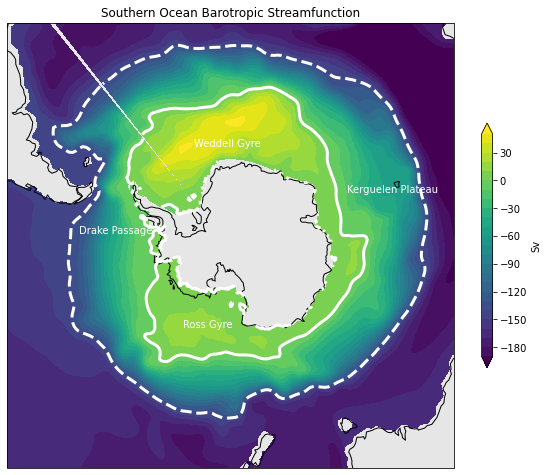 Southern Ocean Barotropic Streamfunction
Weddell Gyre
Kerguelen Plateau
Drake Passage
Ross Gyre
30
0
−30
−60
−90
−120
−150
−180
Sv